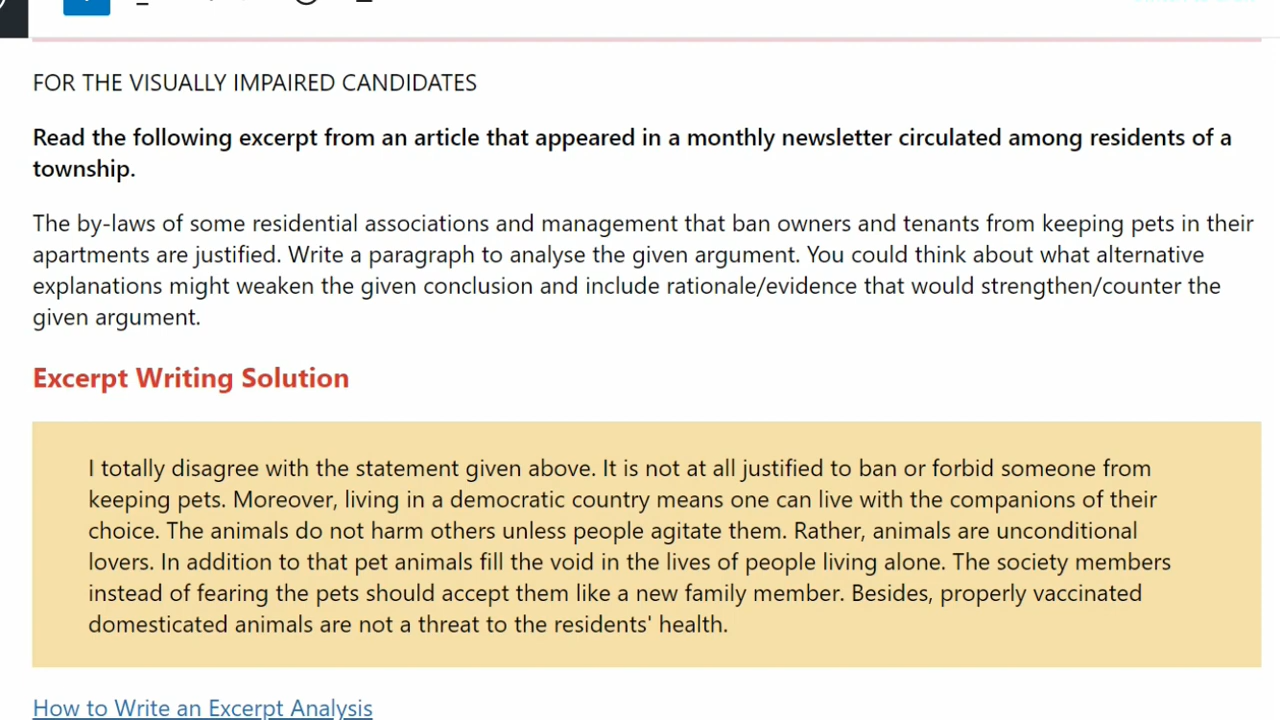 FOR THE VISUALLY IMPAIRED CANDIDATES
Read the following excerpt from an article that appeared in a monthly newsletter circulated among residents of a
township.
The by-laws of some residential associations and management that ban owners and tenants from keeping pets in their
apartments are justified. Write a paragraph to analyse the given argument. You could think about what alternative
explanations might weaken the given conclusion and include rationale/evidence that would strengthen/counter the
given argument.
Excerpt Writing Solution
I totally disagree with the statement given above. It is not at all justified to ban or forbid someone from
keeping pets. Moreover, living in a democratic country means one can live with the companions of their
choice. The animals do not harm others unless people agitate them. Rather, animals are unconditional
lovers. In addition to that pet animals fill the void in the lives of people living alone. The society members
instead of fearing the pets should accept them like a new family member. Besides, properly vaccinated
domesticated animals are not a threat to the residents' health.
How to Write an Excerpt Analysis